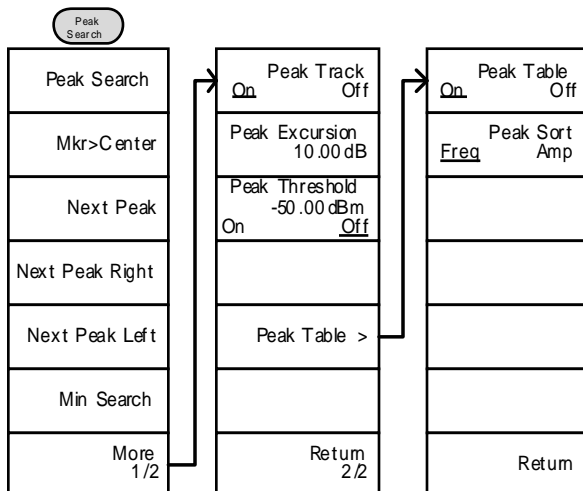 Peak
Search
Peak Search
Mkr>Center
Next Peak
Next Peak Right
Next Peak Left
Min Search
More
1/2
Peak Track
On Off
Peak Excursion
10.00 dB
Peak Threshold
-50.00 dBm
On Off
Peak Table >
Return
2/2
Peak Table
On Off
Peak Sort
Freq Amp
Return